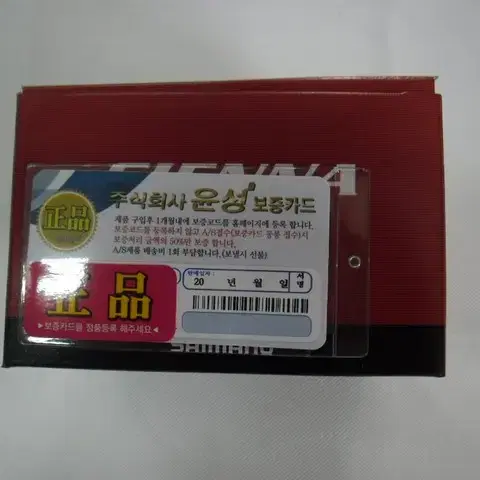 SIENNA
正品
주식회사 윤성 보증카드
제품 구입후 1개월내에 보증코드를 홈페이지에 등록 합니다.
보증코드를 등록하지 않고 A/S접수(보증카드 동봉 접수)시
보증처리 금액의 50%만 보증 합니다.
A/S제품 배송비 1회 부담합니다.(보낼시 선불)
판매일자 :
20 년 월 일
서명
正品
▶보증카드를 정품등록 해주세요◀
SHIMANO